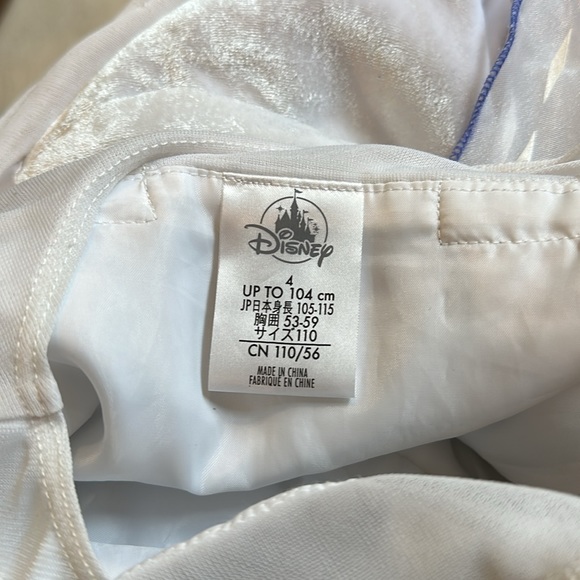 Disney
4
UP TO 104 cm
JP日本身長 105-115
胸囲 53-59
サイズ110
CN 110/56
MADE IN CHINA
FABRIQUÉ EN CHINE